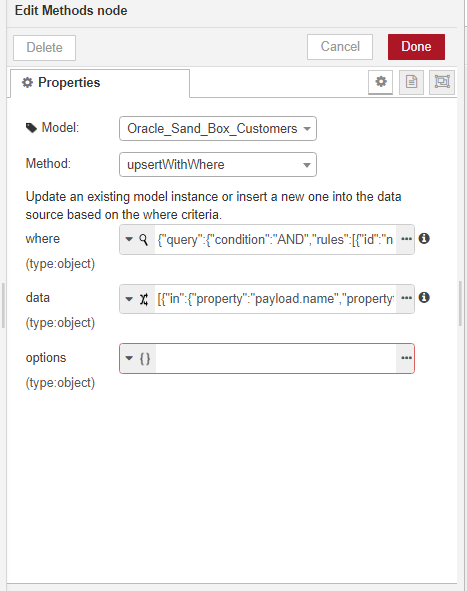 Edit Methods node
Delete
Cancel
Done
Properties
Model:
Oracle_Sand_Box_Customers
Method:
upsertWithWhere
Update an existing model instance or insert a new one into the data
source based on the where criteria.
where
{"query":{"condition":"AND","rules":[{"id":"n
(type:object)
data
[{"in":{"property":"payload.name","property
(type:object)
options
{}
(type:object)